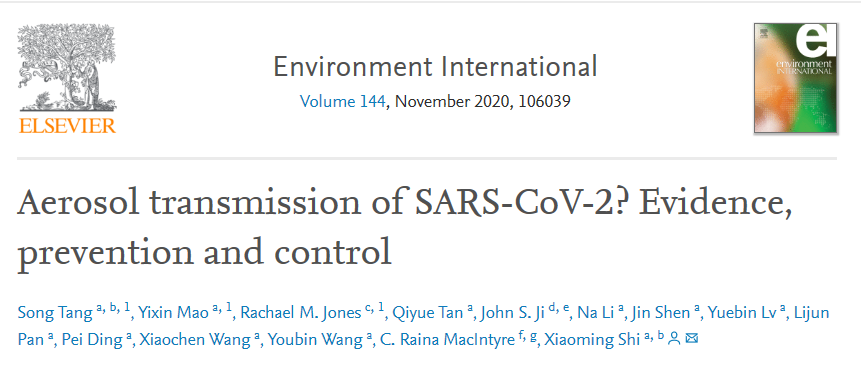 ELSEVIER
Environment International
Volume 144, November 2020, 106039
ei
environment
INTERNATIONAL
Aerosol transmission of SARS-CoV-2? Evidence,
prevention and control
Song Tang a, b, 1, Yixin Mao a, 1, Rachael M. Jones c, 1, Qiyue Tan a, John S. Ji d, e, Na Li a, Jin Shen a, Yuebin Lv a, Lijun
Pan a, Pei Ding a, Xiaochen Wang a, Youbin Wang a, C. Raina MacIntyre f, g, Xiaoming Shi a, b